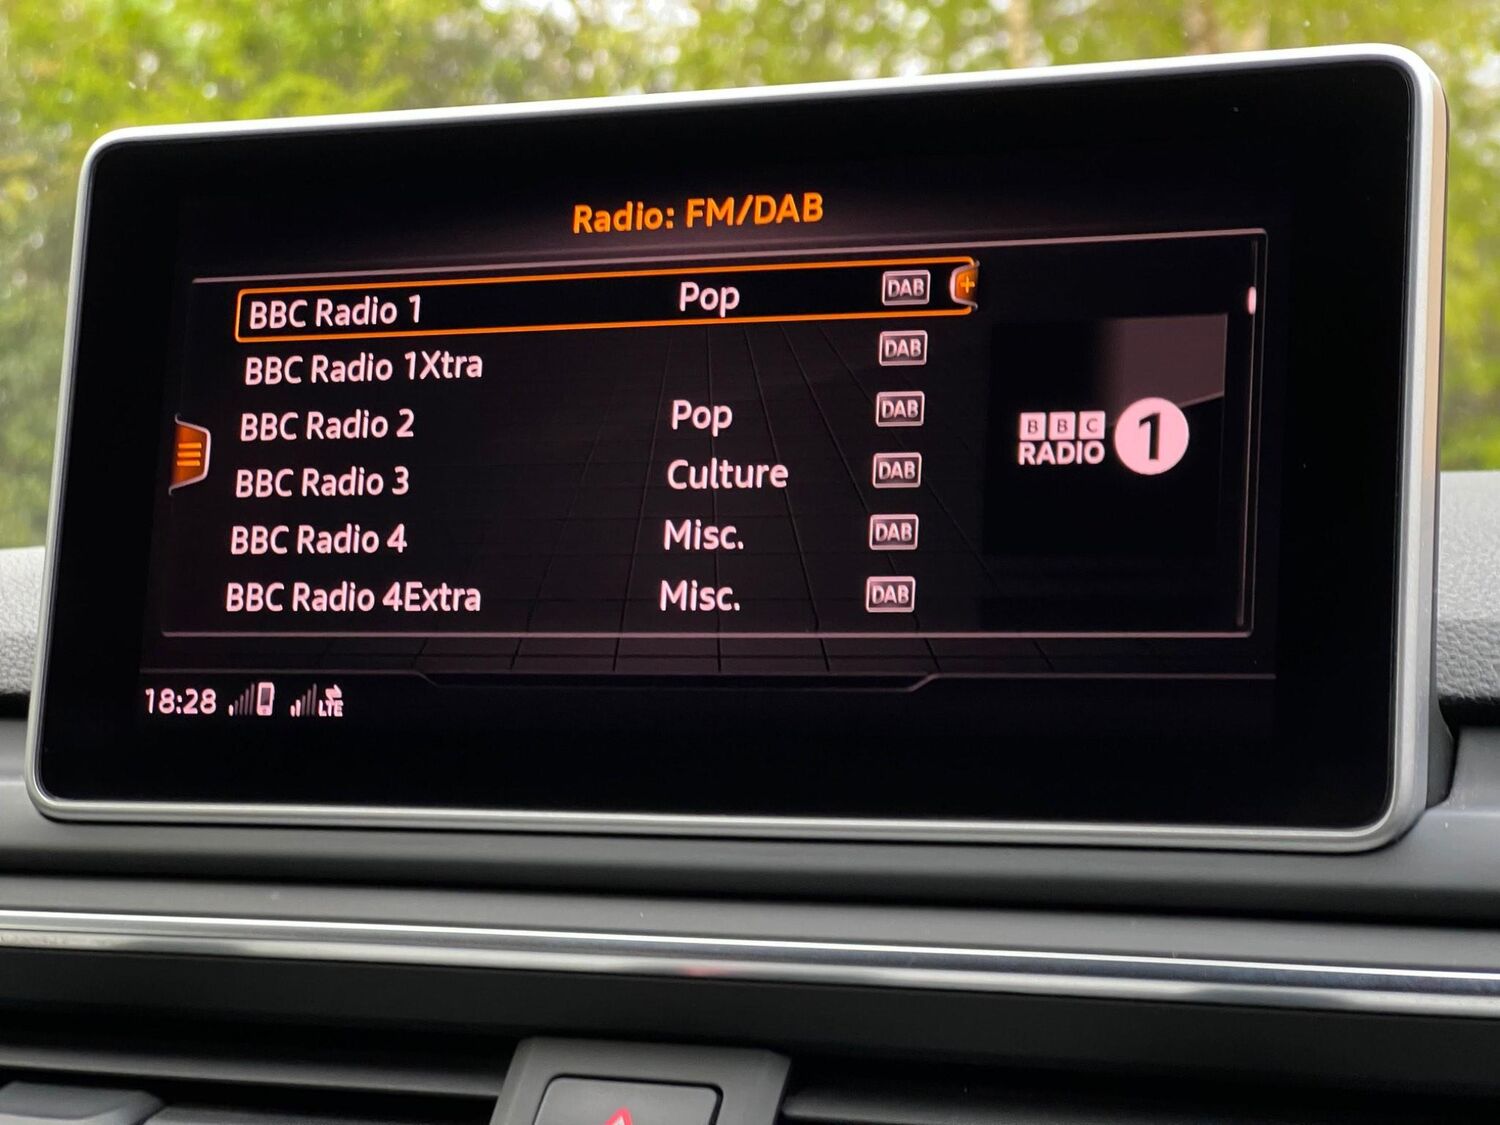 Radio: FM/DAB
BBC Radio 1 Pop DAB +
BBC Radio 1Xtra DAB
BBC Radio 2 Pop DAB
BBC Radio 3 Culture DAB
BBC Radio 4 Misc. DAB
BBC Radio 4Extra Misc. DAB
BBC
RADIO 1
18:28 LTE